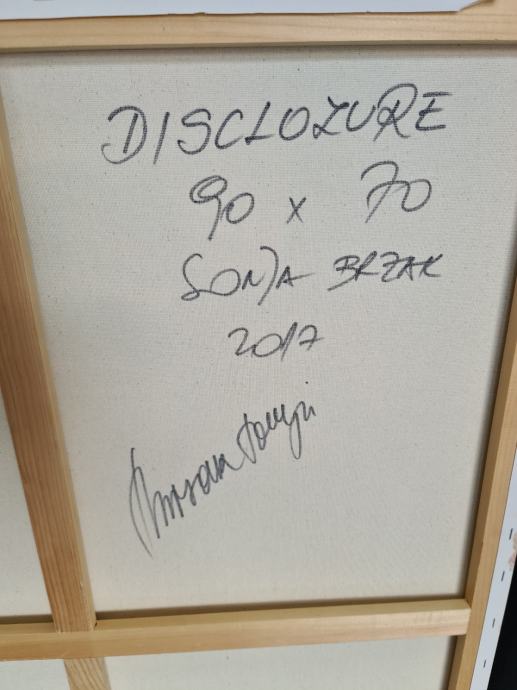 DISCLOZURE
90 x 70
SONJA BRZAK
2017